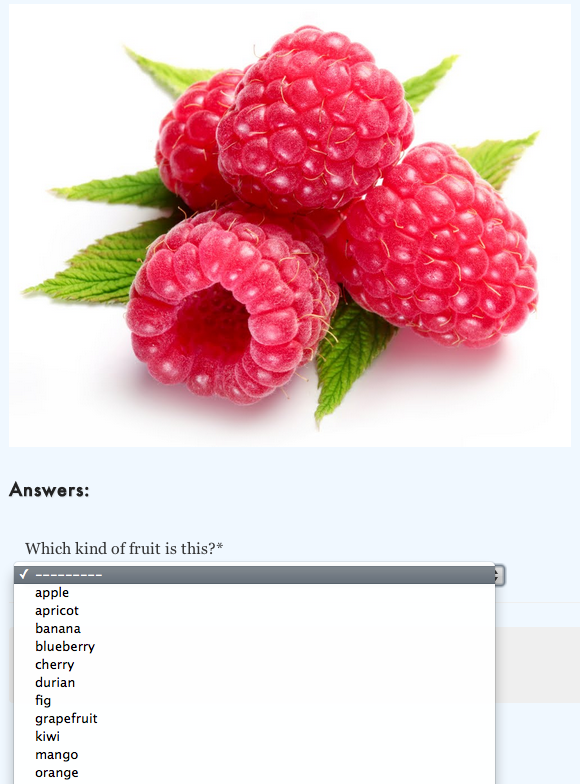 Answers:
Which kind of fruit is this?*
✓ ---------
apple
apricot
banana
blueberry
cherry
durian
fig
grapefruit
kiwi
mango
orange